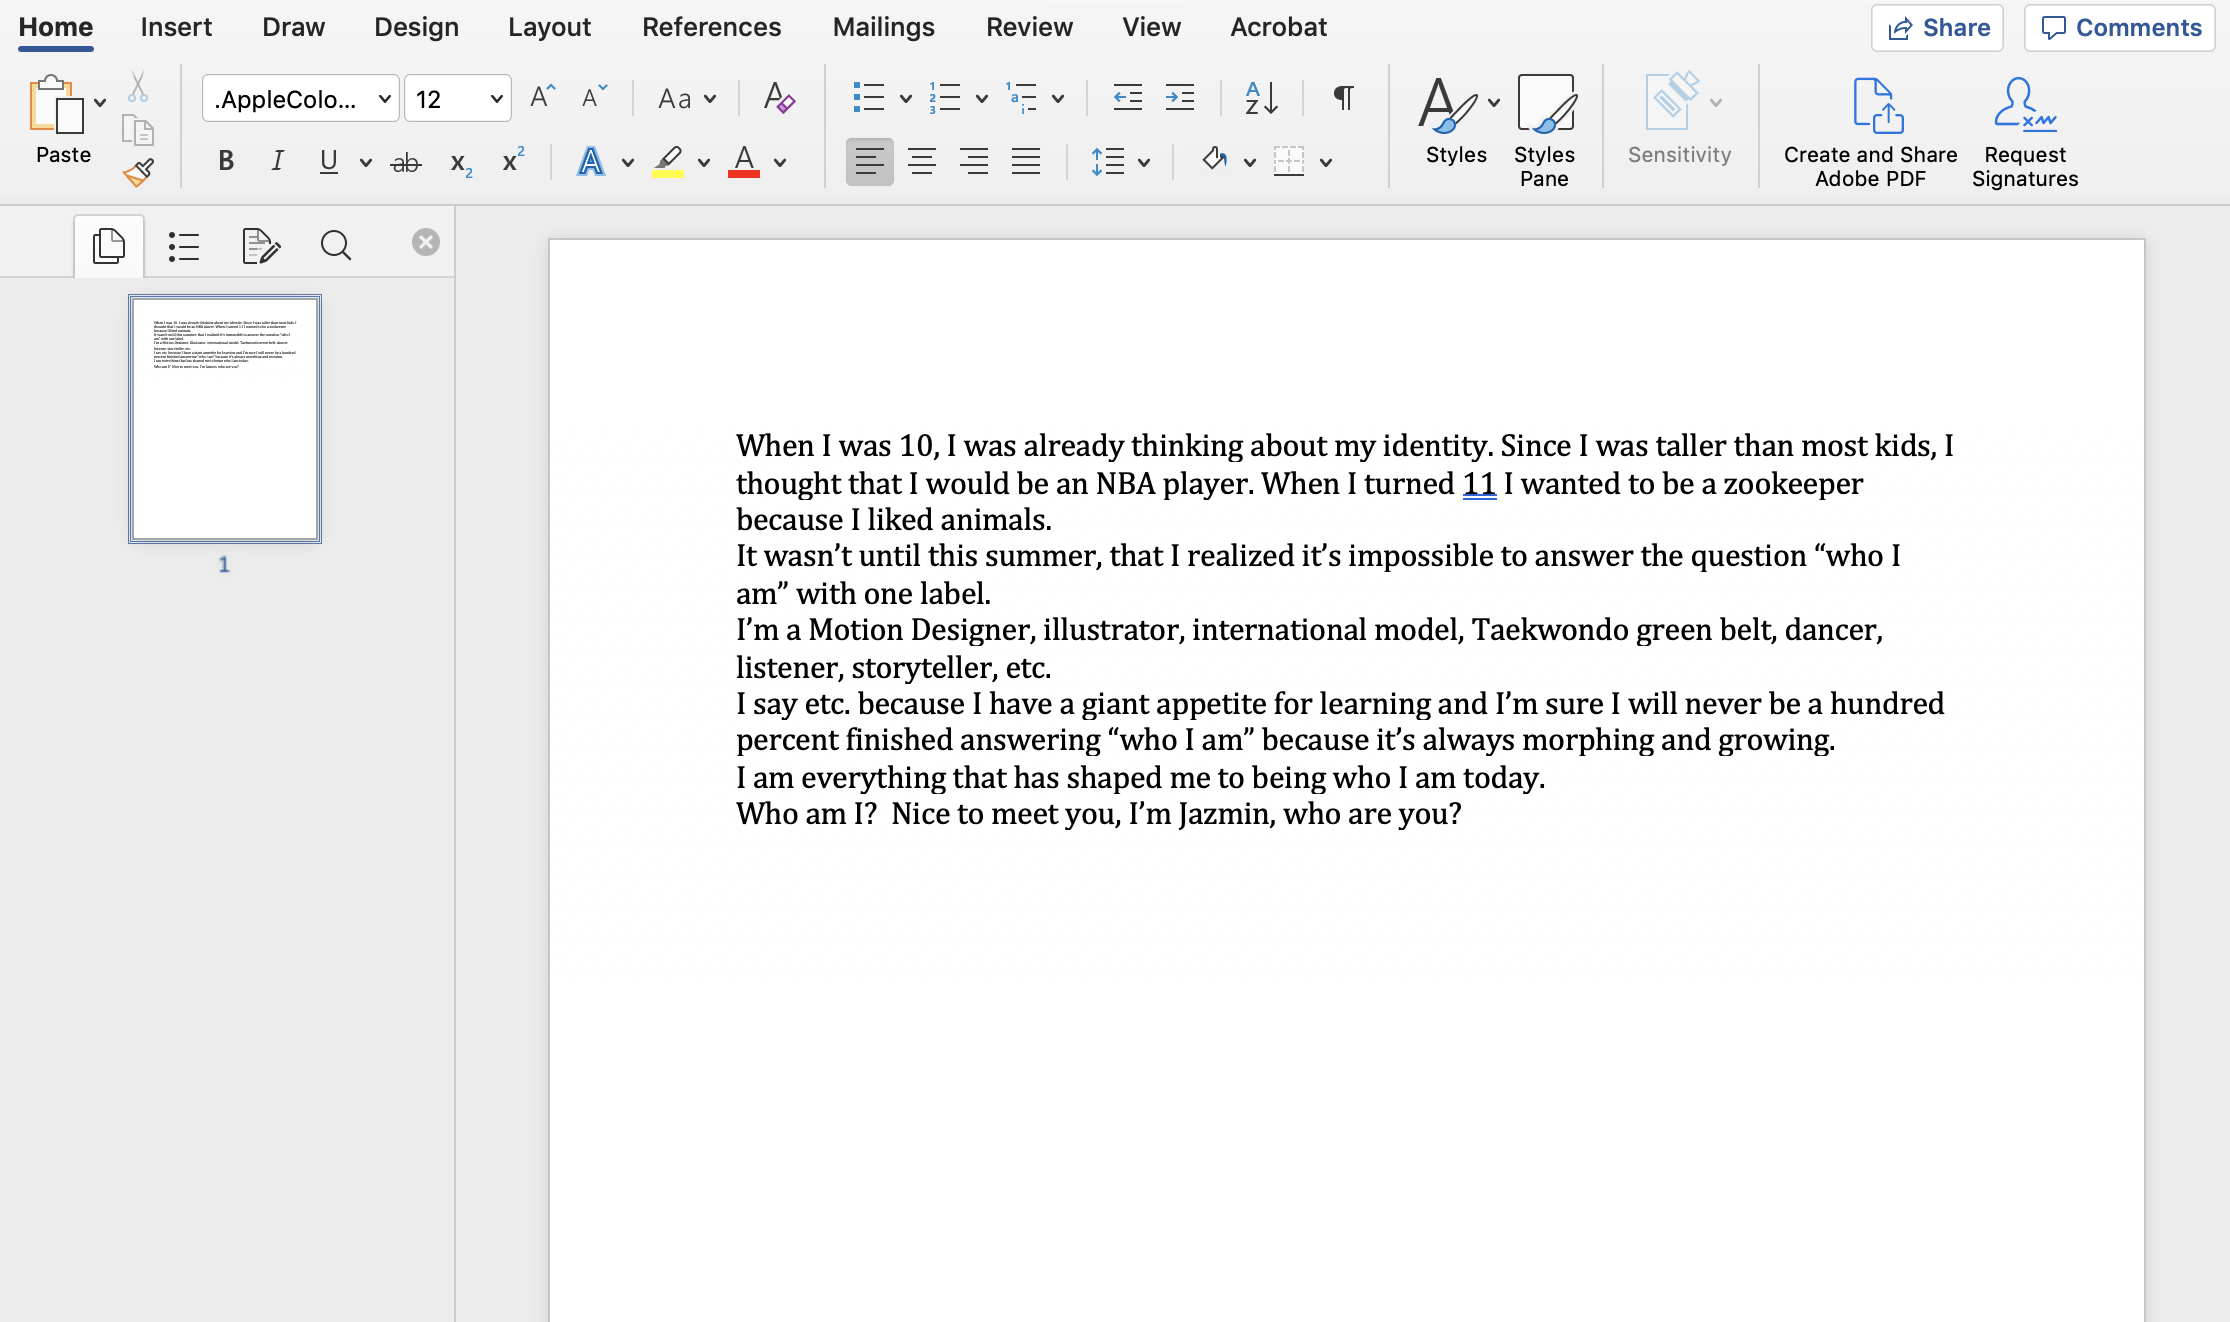 Home Insert Draw Design Layout References Mailings Review View Acrobat Share Comments
.AppleColo... 12
Paste
Styles Styles Pane Sensitivity Create and Share Adobe PDF Request Signatures
When I was 10, I was already thinking about my identity. Since I was taller than most kids, I
thought that I would be an NBA player. When I turned 11 I wanted to be a zookeeper
because I liked animals.
It wasn’t until this summer, that I realized it’s impossible to answer the question “who I
am” with one label.
I’m a Motion Designer, illustrator, international model, Taekwondo green belt, dancer,
listener, storyteller, etc.
I say etc. because I have a giant appetite for learning and I’m sure I will never be a hundred
percent finished answering “who I am” because it’s always morphing and growing.
I am everything that has shaped me to being who I am today.
Who am I?  Nice to meet you, I’m Jazmin, who are you?
1